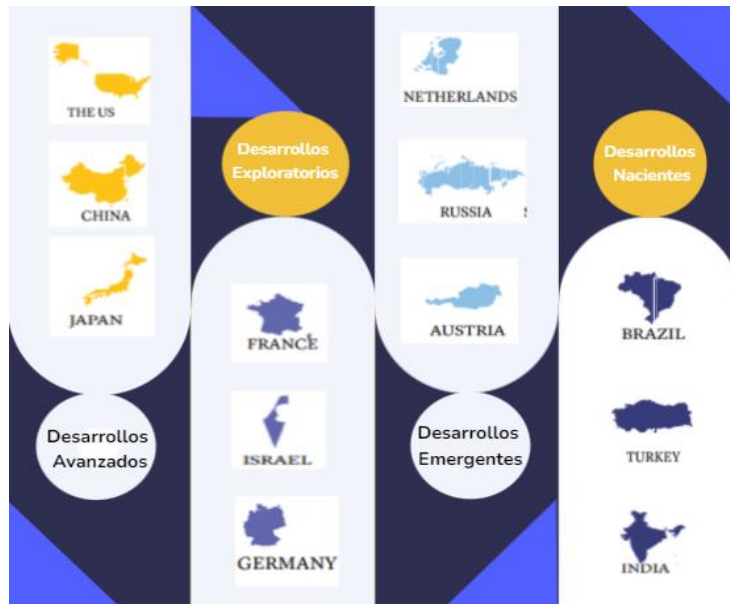 THE US
CHINA
JAPAN
Desarrollos
Avanzados
Desarrollos
Exploratorios
FRANCE
ISRAEL
GERMANY
NETHERLANDS
RUSSIA
AUSTRIA
Desarrollos
Emergentes
Desarrollos
Nacientes
BRAZIL
TURKEY
INDIA